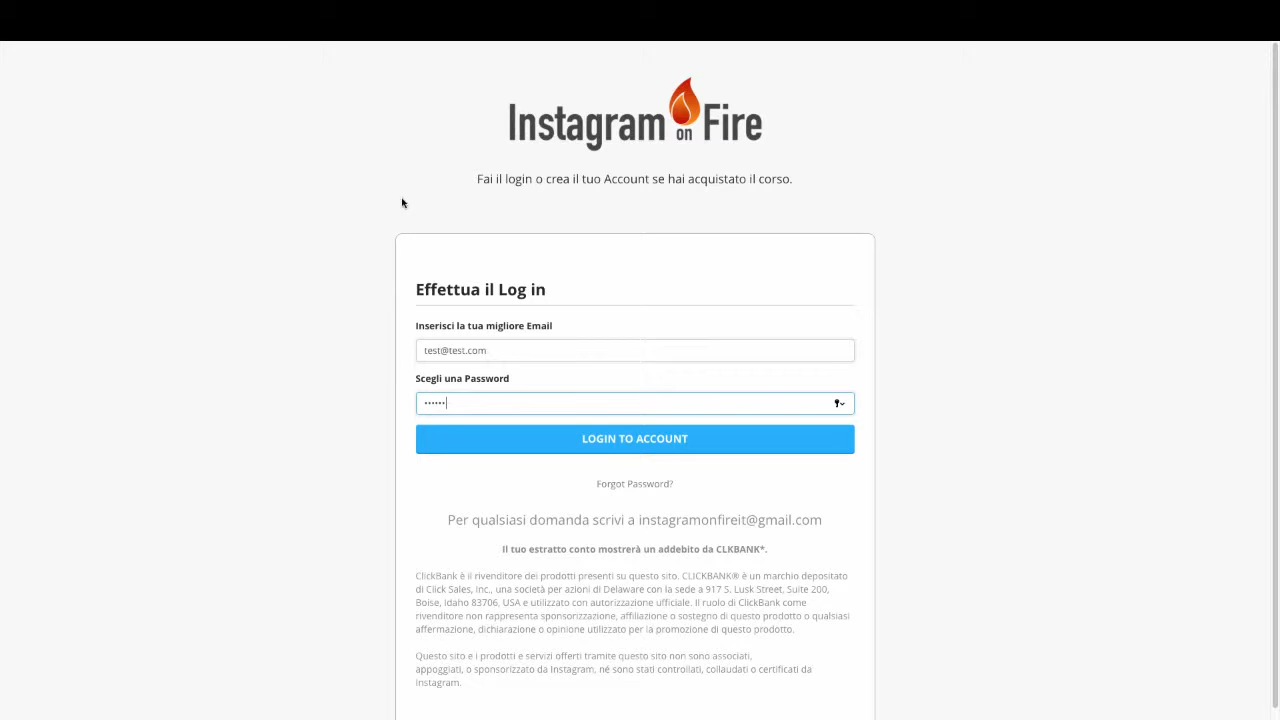 Instagram on Fire
Fai il login o crea il tuo Account se hai acquistato il corso.
Effettua il Log in
Inserisci la tua migliore Email
test@test.com
Scegli una Password
••••••
LOGIN TO ACCOUNT
Forgot Password?
Per qualsiasi domanda scrivi a instagramonfireit@gmail.com
Il tuo estratto conto mostrerà un addebito da CLKBANK*.
ClickBank è il rivenditore dei prodotti presenti su questo sito. CLICKBANK® è un marchio depositato
di Click Sales, Inc., una società per azioni di Delaware con la sede a 917 S. Lusk Street, Suite 200,
Boise, Idaho 83706, USA e utilizzato con autorizzazione ufficiale. Il ruolo di ClickBank come
rivenditore non rappresenta sponsorizzazione, affiliazione o sostegno di questo prodotto o qualsiasi
affermazione, dichiarazione o opinione utilizzato per la promozione di questo prodotto.
Questo sito e i prodotti e servizi offerti tramite questo sito non sono associati,
appoggiati, o sponsorizzato da Instagram, né sono stati controllati, collaudati o certificati da
Instagram.